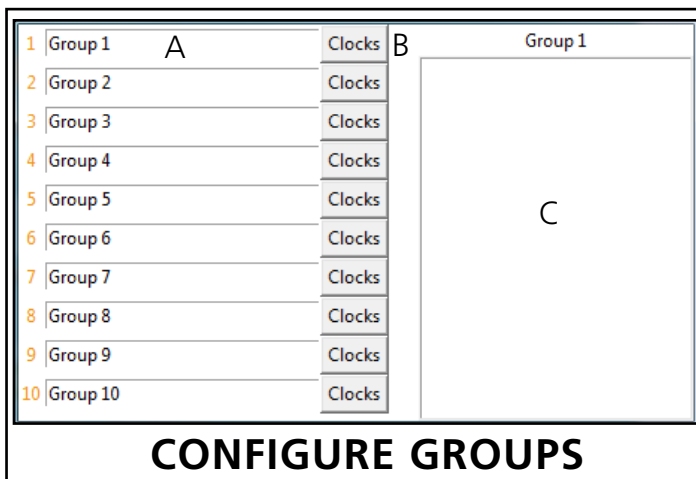 1 Group 1 A Clocks B Group 1
2 Group 2 Clocks
3 Group 3 Clocks
4 Group 4 Clocks
5 Group 5 Clocks
C
6 Group 6 Clocks
7 Group 7 Clocks
8 Group 8 Clocks
9 Group 9 Clocks
10 Group 10 Clocks
CONFIGURE GROUPS